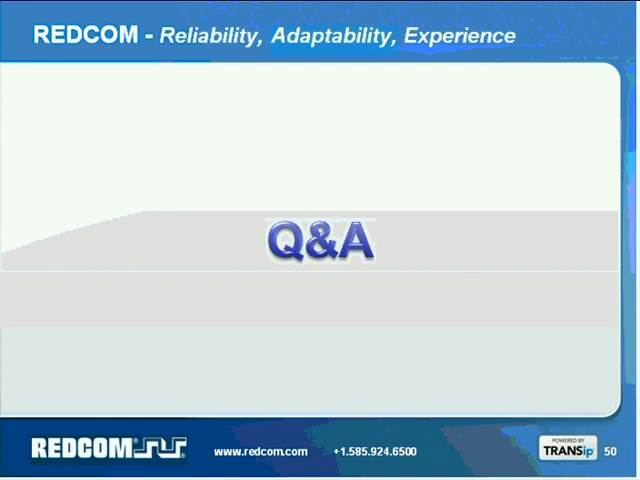 REDCOM - Reliability, Adaptability, Experience
Q&A
REDCOM www.redcom.com +1.585.924.6500 POWERED BY TRANSip 50